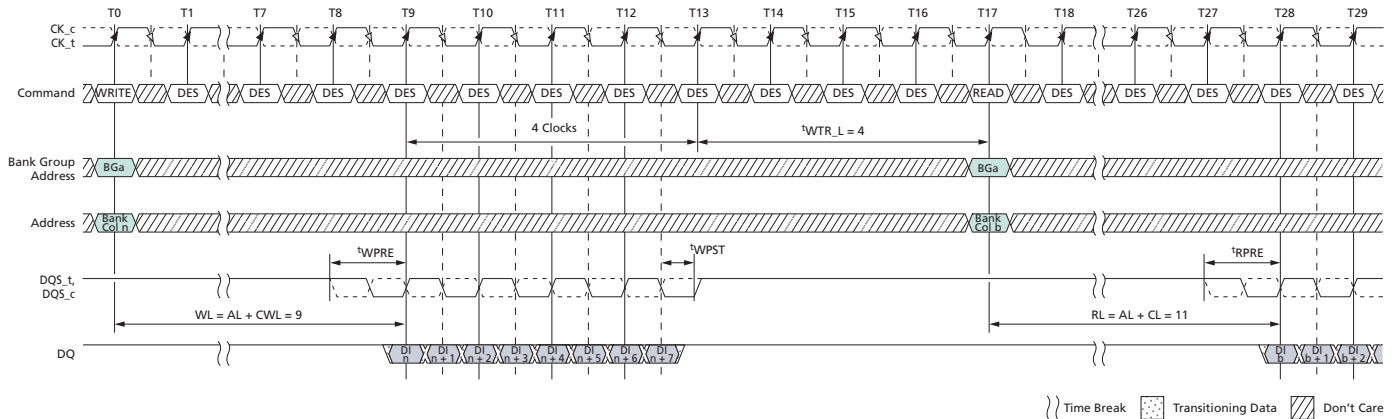 T0 T1 T7 T8 T9 T10 T11 T12 T13 T14 T15 T16 T17 T18 T26 T27 T28 T29
CK_c
CK_t
Command WRITE DES DES DES DES DES DES DES DES DES DES DES READ DES DES DES DES DES
4 Clocks tWTR_L = 4
Bank Group
Address BGa BGa
Address Bank
Col n Bank
Col b
tWPRE tWPST tRPRE
DQS_t,
DQS_c
WL = AL + CWL = 9 RL = AL + CL = 11
DQ DI
n DI
n + 1 DI
n + 2 DI
n + 3 DI
n + 4 DI
n + 5 DI
n + 6 DI
n + 7 DI
b DI
b + 1 DI
b + 2
Time Break Transitioning Data Don't Care